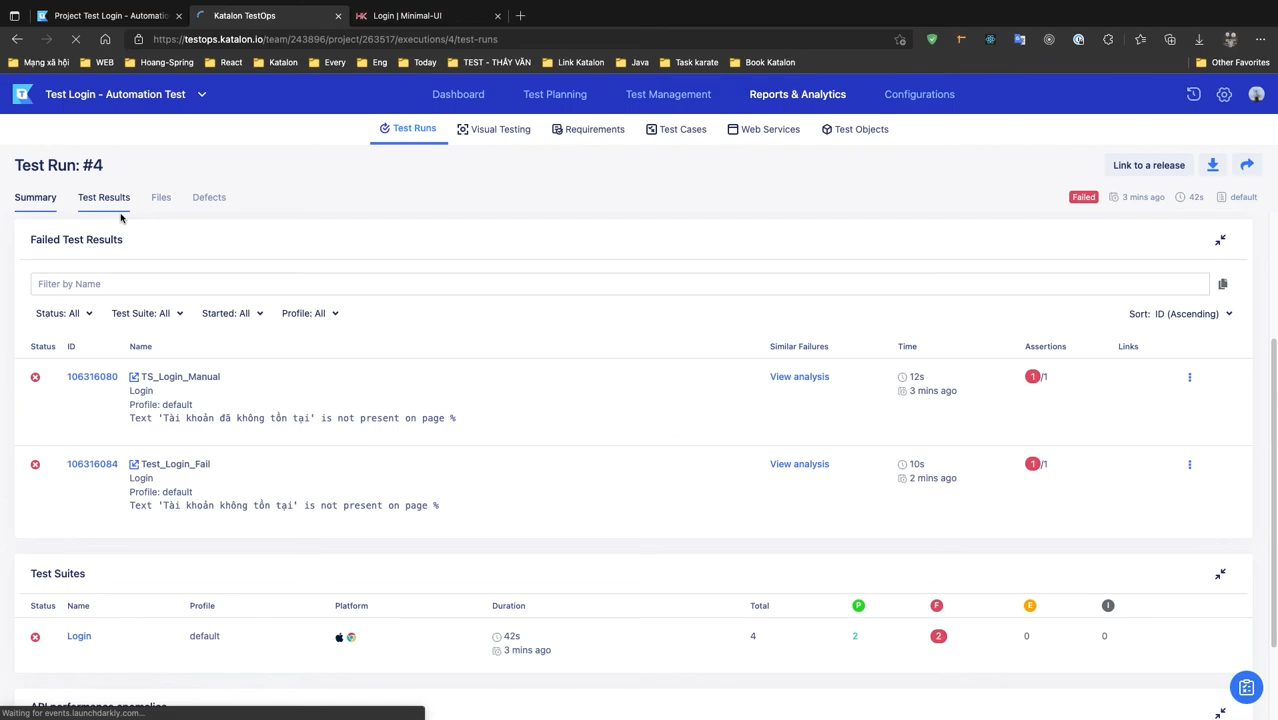 Project Test Login - Automatio
Katalon TestOps
Login | Minimal-UI
https://testops.katalon.io/team/243896/project/263517/executions/4/test-runs
Mạng xã hội
WEB
Hoang-Spring
React
Katalon
Every
Eng
Today
TEST - THẦY VĂN
Link Katalon
Java
Task karate
Book Katalon
Other Favorites
Test Login - Automation Test
Dashboard
Test Planning
Test Management
Reports & Analytics
Configurations
Test Runs
Visual Testing
Requirements
Test Cases
Web Services
Test Objects
Test Run: #4
Link to a release
Summary
Test Results
Files
Defects
Failed
3 mins ago
42s
default
Failed Test Results
Filter by Name
Status: All
Test Suite: All
Started: All
Profile: All
Sort: ID (Ascending)
Status ID Name Similar Failures Time Assertions Links
106316080 TS_Login_Manual View analysis 12s 1/1
Login 3 mins ago
Profile: default
Text 'Tài khoản đã không tồn tại' is not present on page %
106316084 Test_Login_Fail View analysis 10s 1/1
Login 2 mins ago
Profile: default
Text 'Tài khoản không tồn tại' is not present on page %
Test Suites
Status Name Profile Platform Duration Total P F E I
Login default 42s 4 2 2 0 0
3 mins ago
API performance anomalies
Waiting for events.launchdarkly.com...